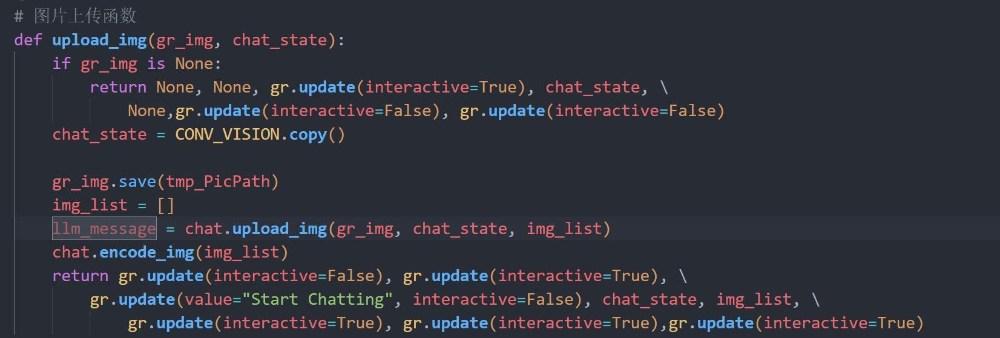 # 图片上传函数
def upload_img(gr_img, chat_state):
    if gr_img is None:
        return None, None, gr.update(interactive=True), chat_state, \
            None,gr.update(interactive=False), gr.update(interactive=False)
    chat_state = CONV_VISION.copy()

    gr_img.save(tmp_PicPath)
    img_list = []
    llm_message = chat.upload_img(gr_img, chat_state, img_list)
    chat.encode_img(img_list)
    return gr.update(interactive=False), gr.update(interactive=True), \
        gr.update(value="Start Chatting", interactive=False), chat_state, img_list, \
            gr.update(interactive=True), gr.update(interactive=True),gr.update(interactive=True)